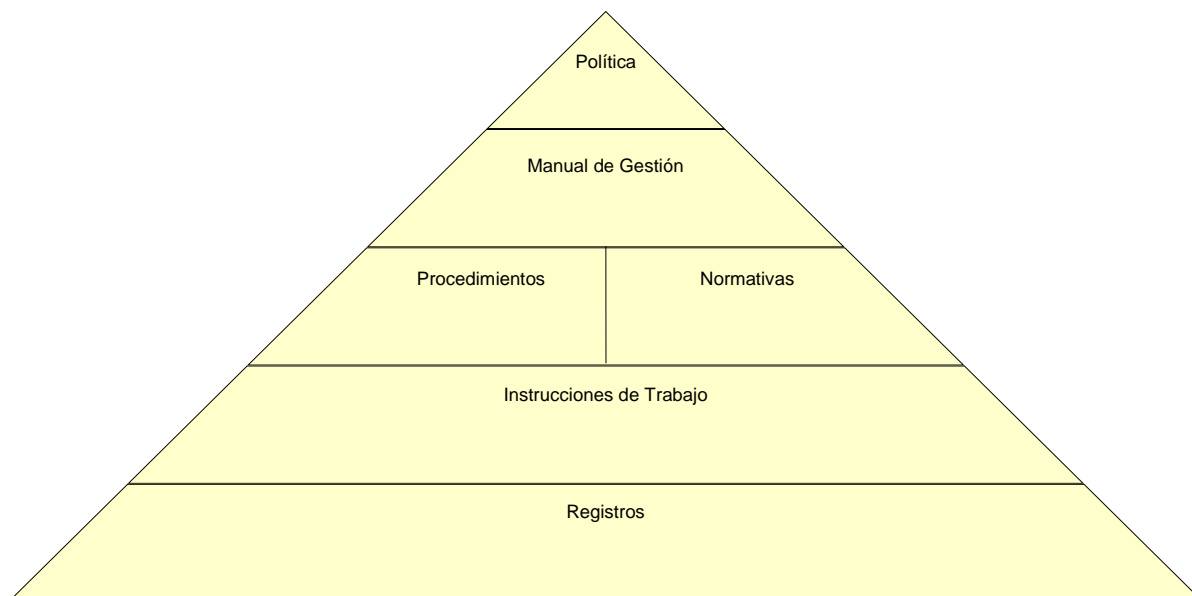 Política
Manual de Gestión
Procedimientos
Normativas
Instrucciones de Trabajo
Registros